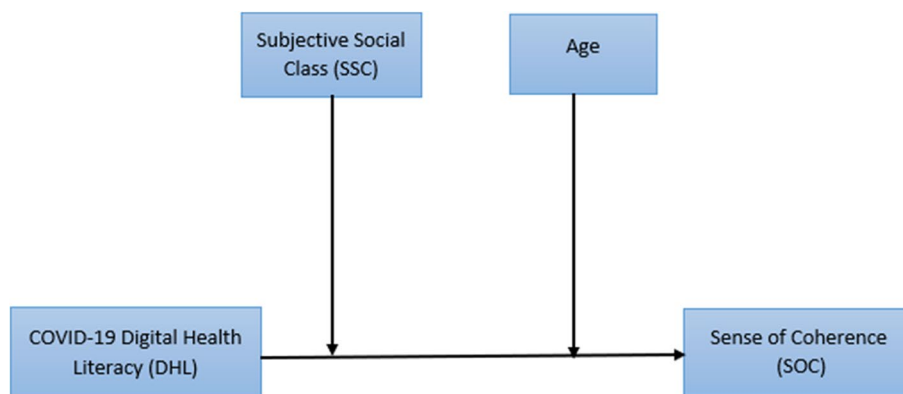 Subjective Social
Class (SSC)
Age
COVID-19 Digital Health
Literacy (DHL)
Sense of Coherence
(SOC)